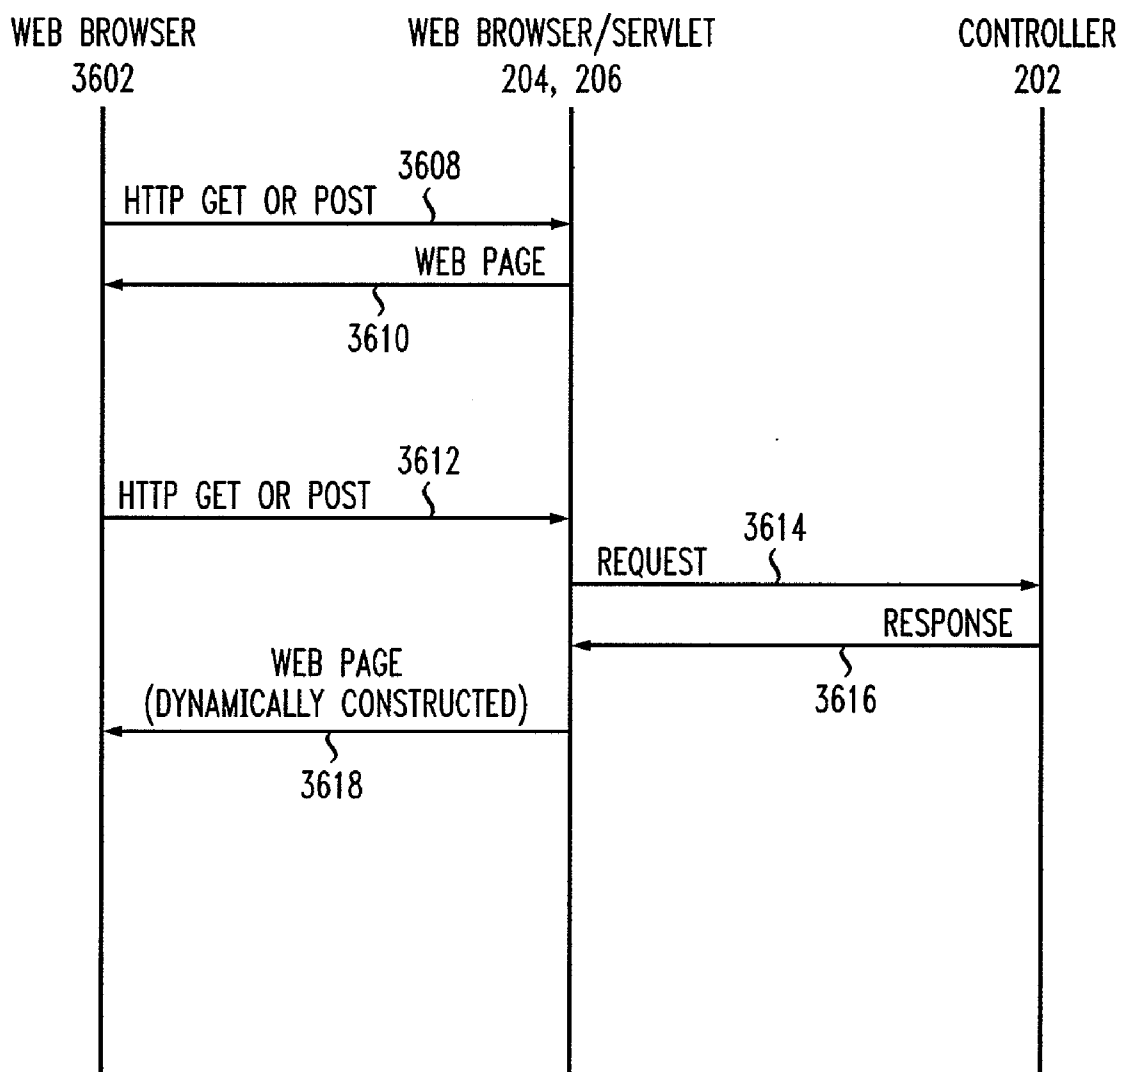 WEB BROWSER
3602
WEB BROWSER/SERVLET
204, 206
CONTROLLER
202
3608
HTTP GET OR POST
WEB PAGE
3610
3612
HTTP GET OR POST
3614
REQUEST
RESPONSE
3616
WEB PAGE
(DYNAMICALLY CONSTRUCTED)
3618